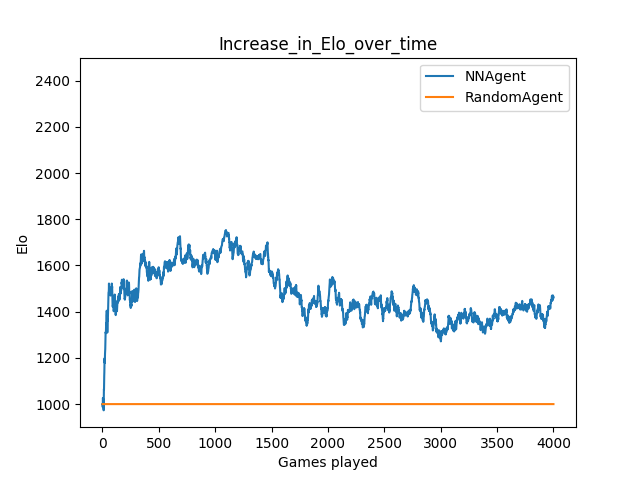 Increase_in_Elo_over_time
NNAgent
RandomAgent
2400
2200
2000
1800
1600
1400
1200
1000
Elo
0 500 1000 1500 2000 2500 3000 3500 4000
Games played